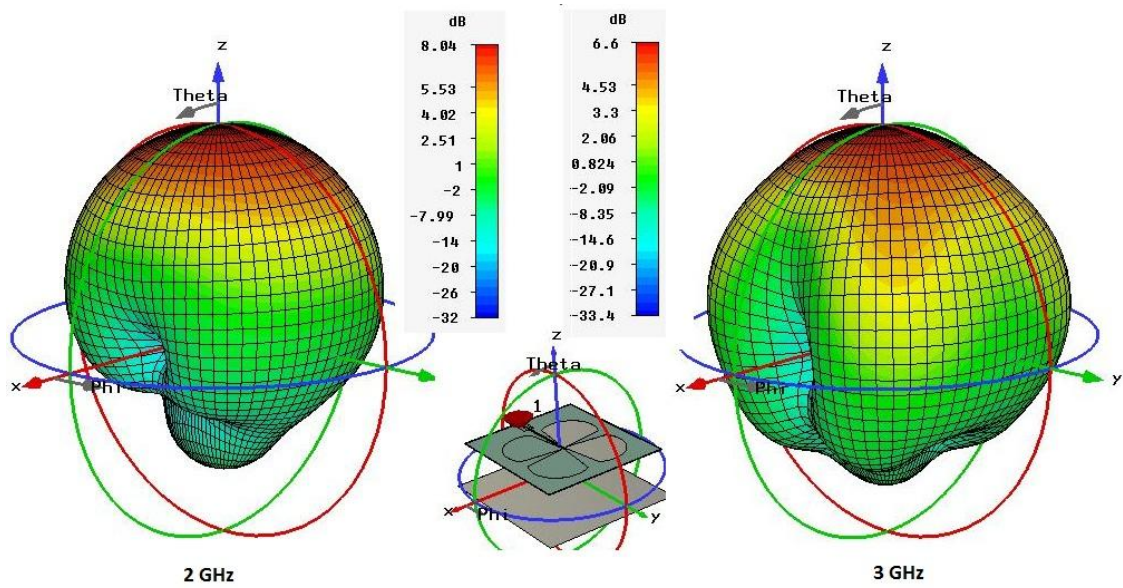 z
Theta
x
Phi
2 GHz
dB
8.04
5.53
4.02
2.51
1
-2
-7.99
-14
-20
-26
-32
dB
6.6
4.53
3.3
2.06
0.824
-2.09
-8.35
-14.6
-20.9
-27.1
-33.4
z
Theta
1
x
Phi
y
z
Theta
x
Phi
y
3 GHz